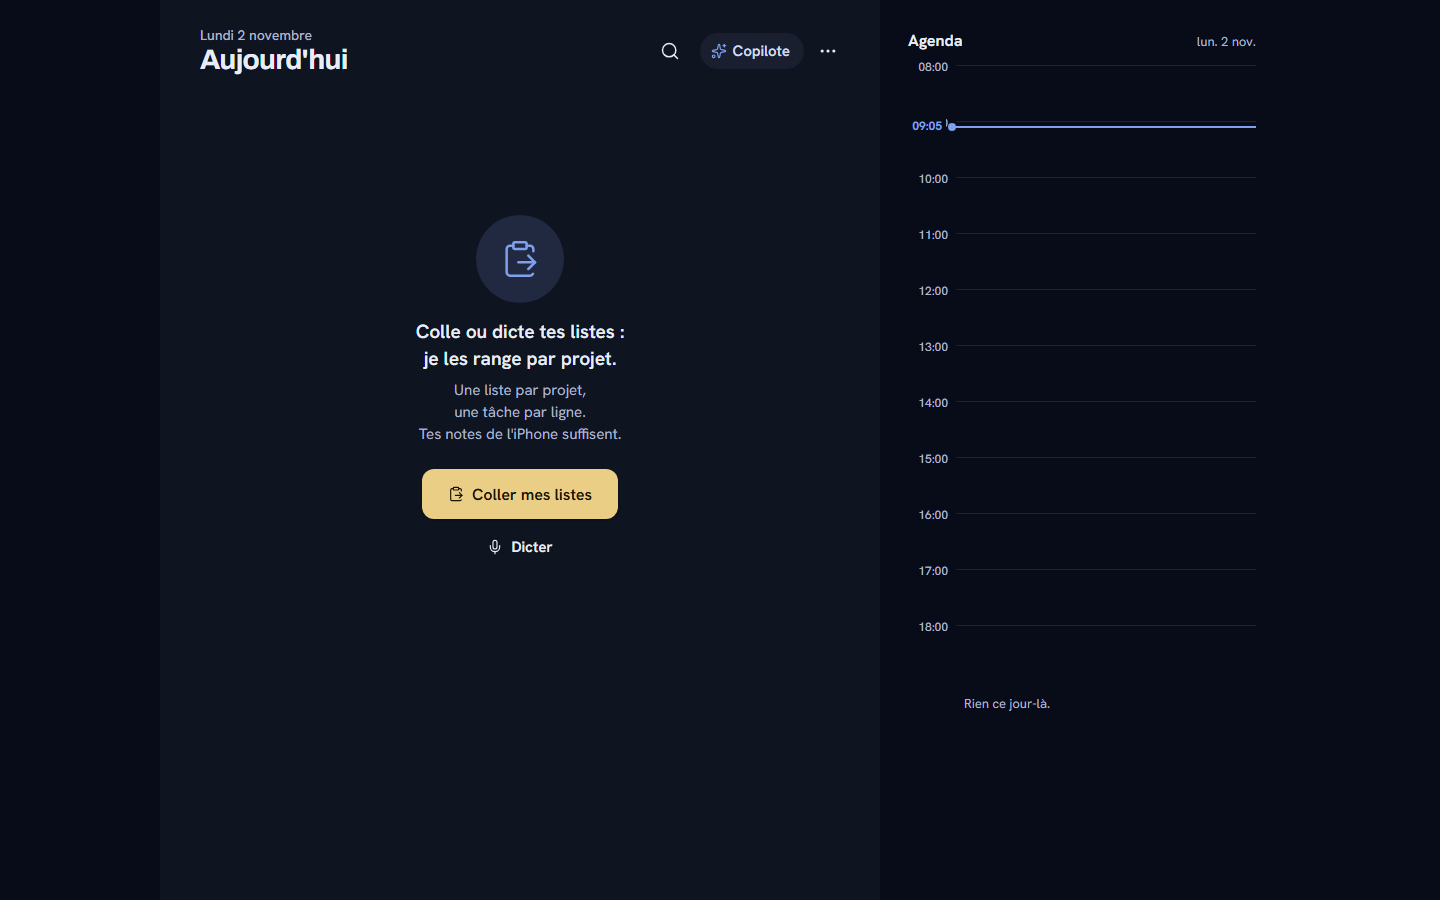 Lundi 2 novembre
Aujourd'hui
Copilote
Colle ou dicte tes listes :
je les range par projet.
Une liste par projet,
une tâche par ligne.
Tes notes de l'iPhone suffisent.
Coller mes listes
Dicter
Agenda
lun. 2 nov.
08:00
09:05
10:00
11:00
12:00
13:00
14:00
15:00
16:00
17:00
18:00
Rien ce jour-là.